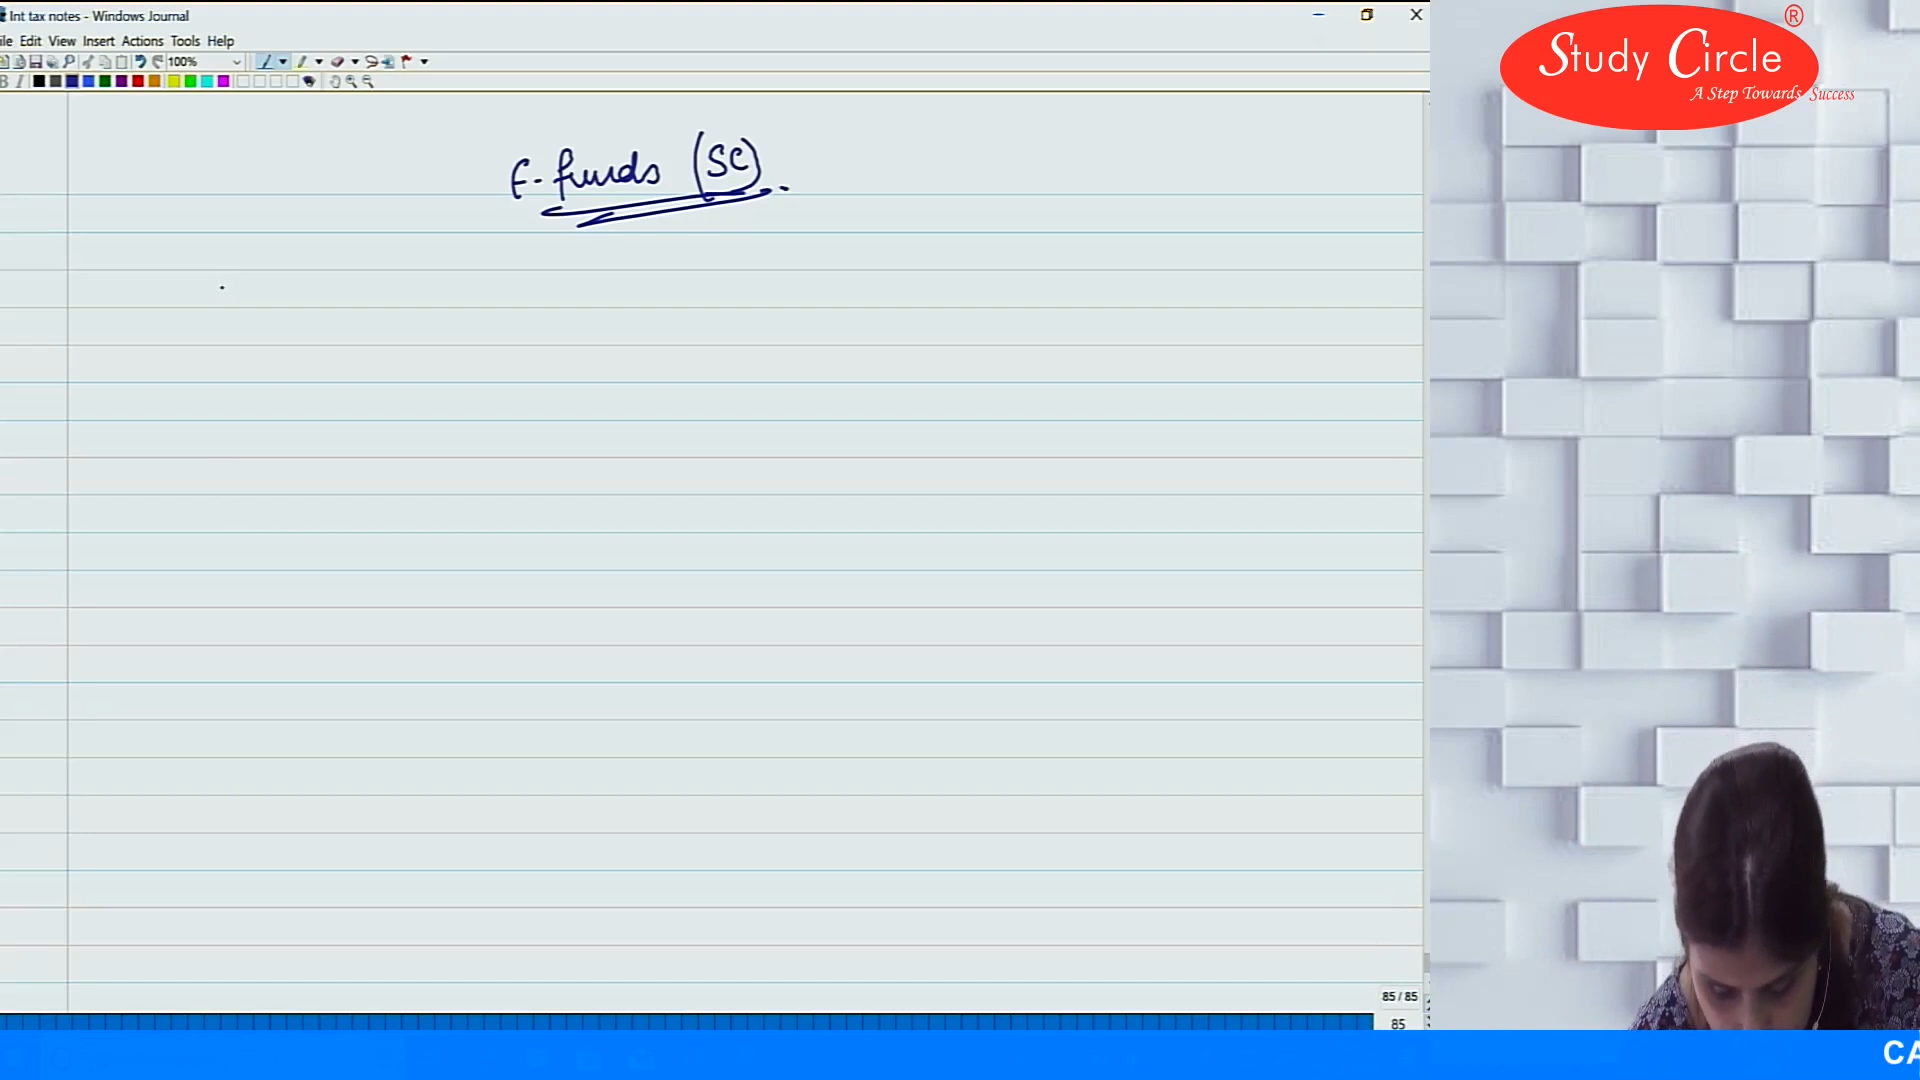 Int tax notes - Windows Journal
ile Edit View Insert Actions Tools Help
100%
B I
E-funds (SC).
85 / 85
85
Study Circle ®
A Step Towards Success
CA